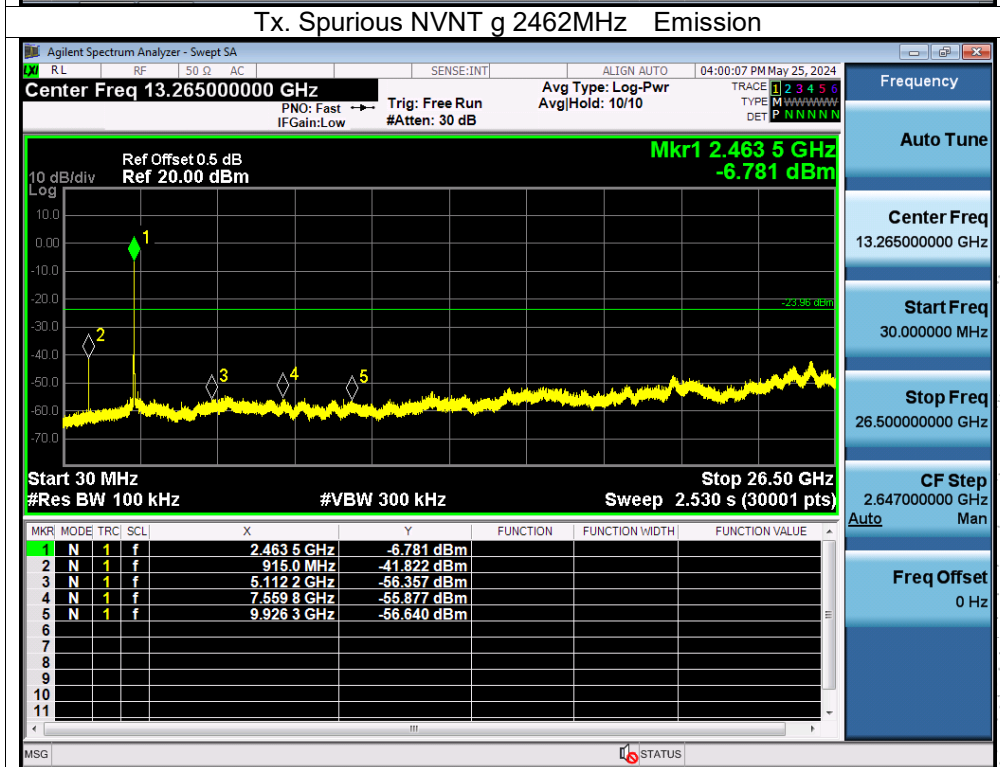 Tx. Spurious NVNT g 2462MHz Emission
Agilent Spectrum Analyzer - Swept SA
LXI RL RF 50 Ω AC SENSE:INT ALIGN AUTO 04:00:07 PM May 25, 2024
Center Freq 13.265000000 GHz
PNO: Fast
IFGain:Low
Trig: Free Run
#Atten: 30 dB
Avg Type: Log-Pwr
Avg|Hold: 10/10
TRACE 1 2 3 4 5 6
TYPE M WWWWW
DET P N N N N N
Frequency
Auto Tune
Center Freq
13.265000000 GHz
Start Freq
30.000000 MHz
Stop Freq
26.500000000 GHz
CF Step
2.647000000 GHz
Auto Man
Freq Offset
0 Hz
Mkr1 2.463 5 GHz
-6.781 dBm
Ref Offset 0.5 dB
10 dB/div Ref 20.00 dBm
Log
10.0
0.00
-10.0
-20.0
-30.0
-40.0
-50.0
-60.0
-70.0
-23.96 dBm
1
2
3
4
5
Start 30 MHz Stop 26.50 GHz
#Res BW 100 kHz #VBW 300 kHz Sweep 2.530 s (30001 pts)
MKR MODE TRC SCL X Y FUNCTION FUNCTION WIDTH FUNCTION VALUE
1 N 1 f 2.463 5 GHz -6.781 dBm
2 N 1 f 915.0 MHz -41.822 dBm
3 N 1 f 5.112 2 GHz -56.357 dBm
4 N 1 f 7.559 8 GHz -55.877 dBm
5 N 1 f 9.926 3 GHz -56.640 dBm
6
7
8
9
10
11
MSG STATUS